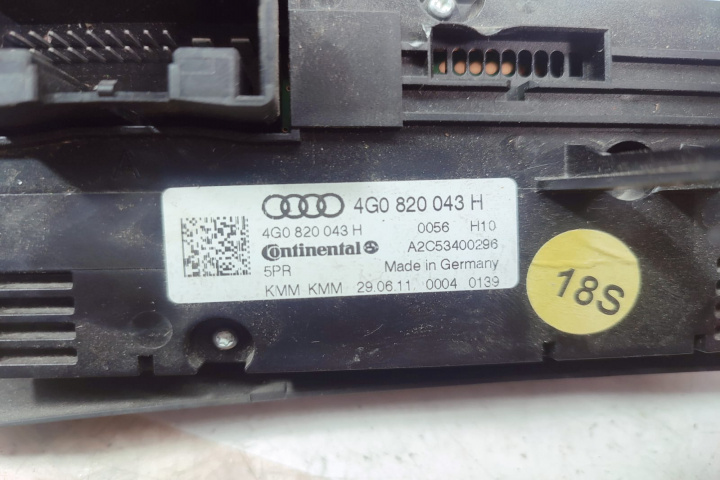 4G0 820 043 H
4G0 820 043 H 0056 H10
Continental A2C53400296
5PR Made in Germany
KMM KMM 29.06.11 0004 0139
18S